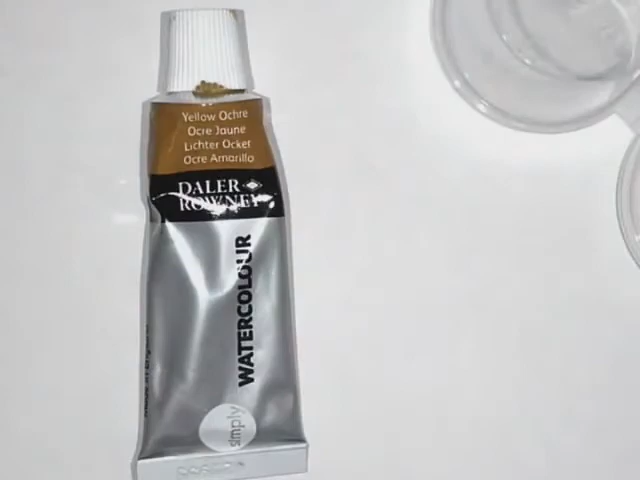 Yellow Ochre
Ocre Jaune
Lichter Ocker
Ocre Amarillo
DALER
ROWNEY
WATERCOLOUR
simply